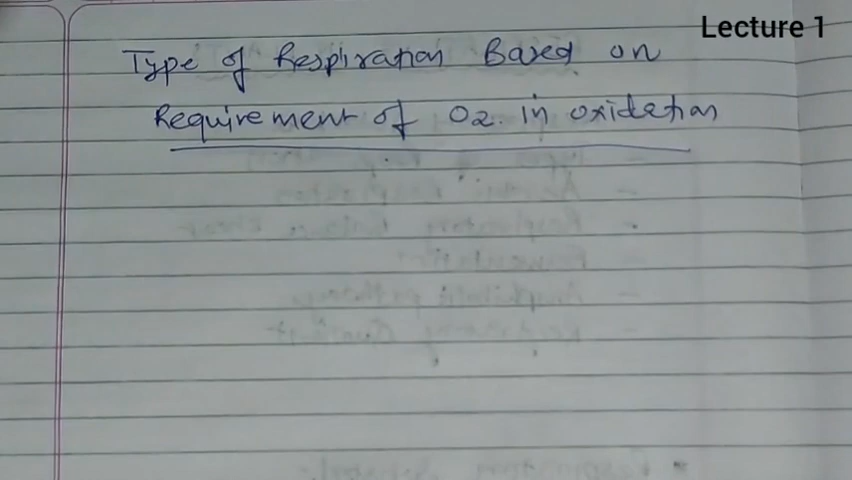 Lecture 1
Type of Respiration Based on
Requirement of O2. in oxidation